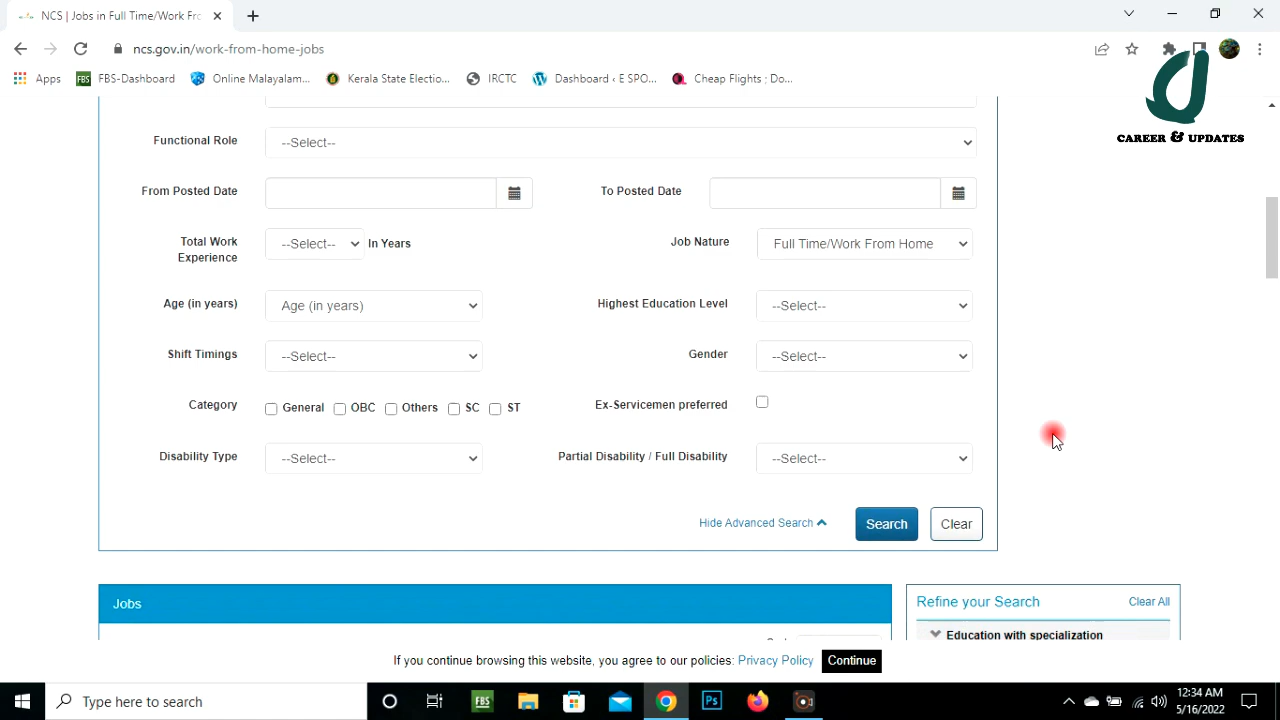 NCS | Jobs in Full Time/Work Fro
ncs.gov.in/work-from-home-jobs
Apps FBS FBS-Dashboard Online Malayalam... Kerala State Electio... IRCTC Dashboard ‹ E SPO... Cheap Flights ; Do...
CAREER & UPDATES
Functional Role --Select--
From Posted Date To Posted Date
Total Work Experience --Select-- In Years Job Nature Full Time/Work From Home
Age (in years) Age (in years) Highest Education Level --Select--
Shift Timings --Select-- Gender --Select--
Category General OBC Others SC ST Ex-Servicemen preferred
Disability Type --Select-- Partial Disability / Full Disability --Select--
Hide Advanced Search Search Clear
Jobs Refine your Search Clear All
Education with specialization
If you continue browsing this website, you agree to our policies: Privacy Policy Continue
Type here to search FBS Ps 12:34 AM
5/16/2022